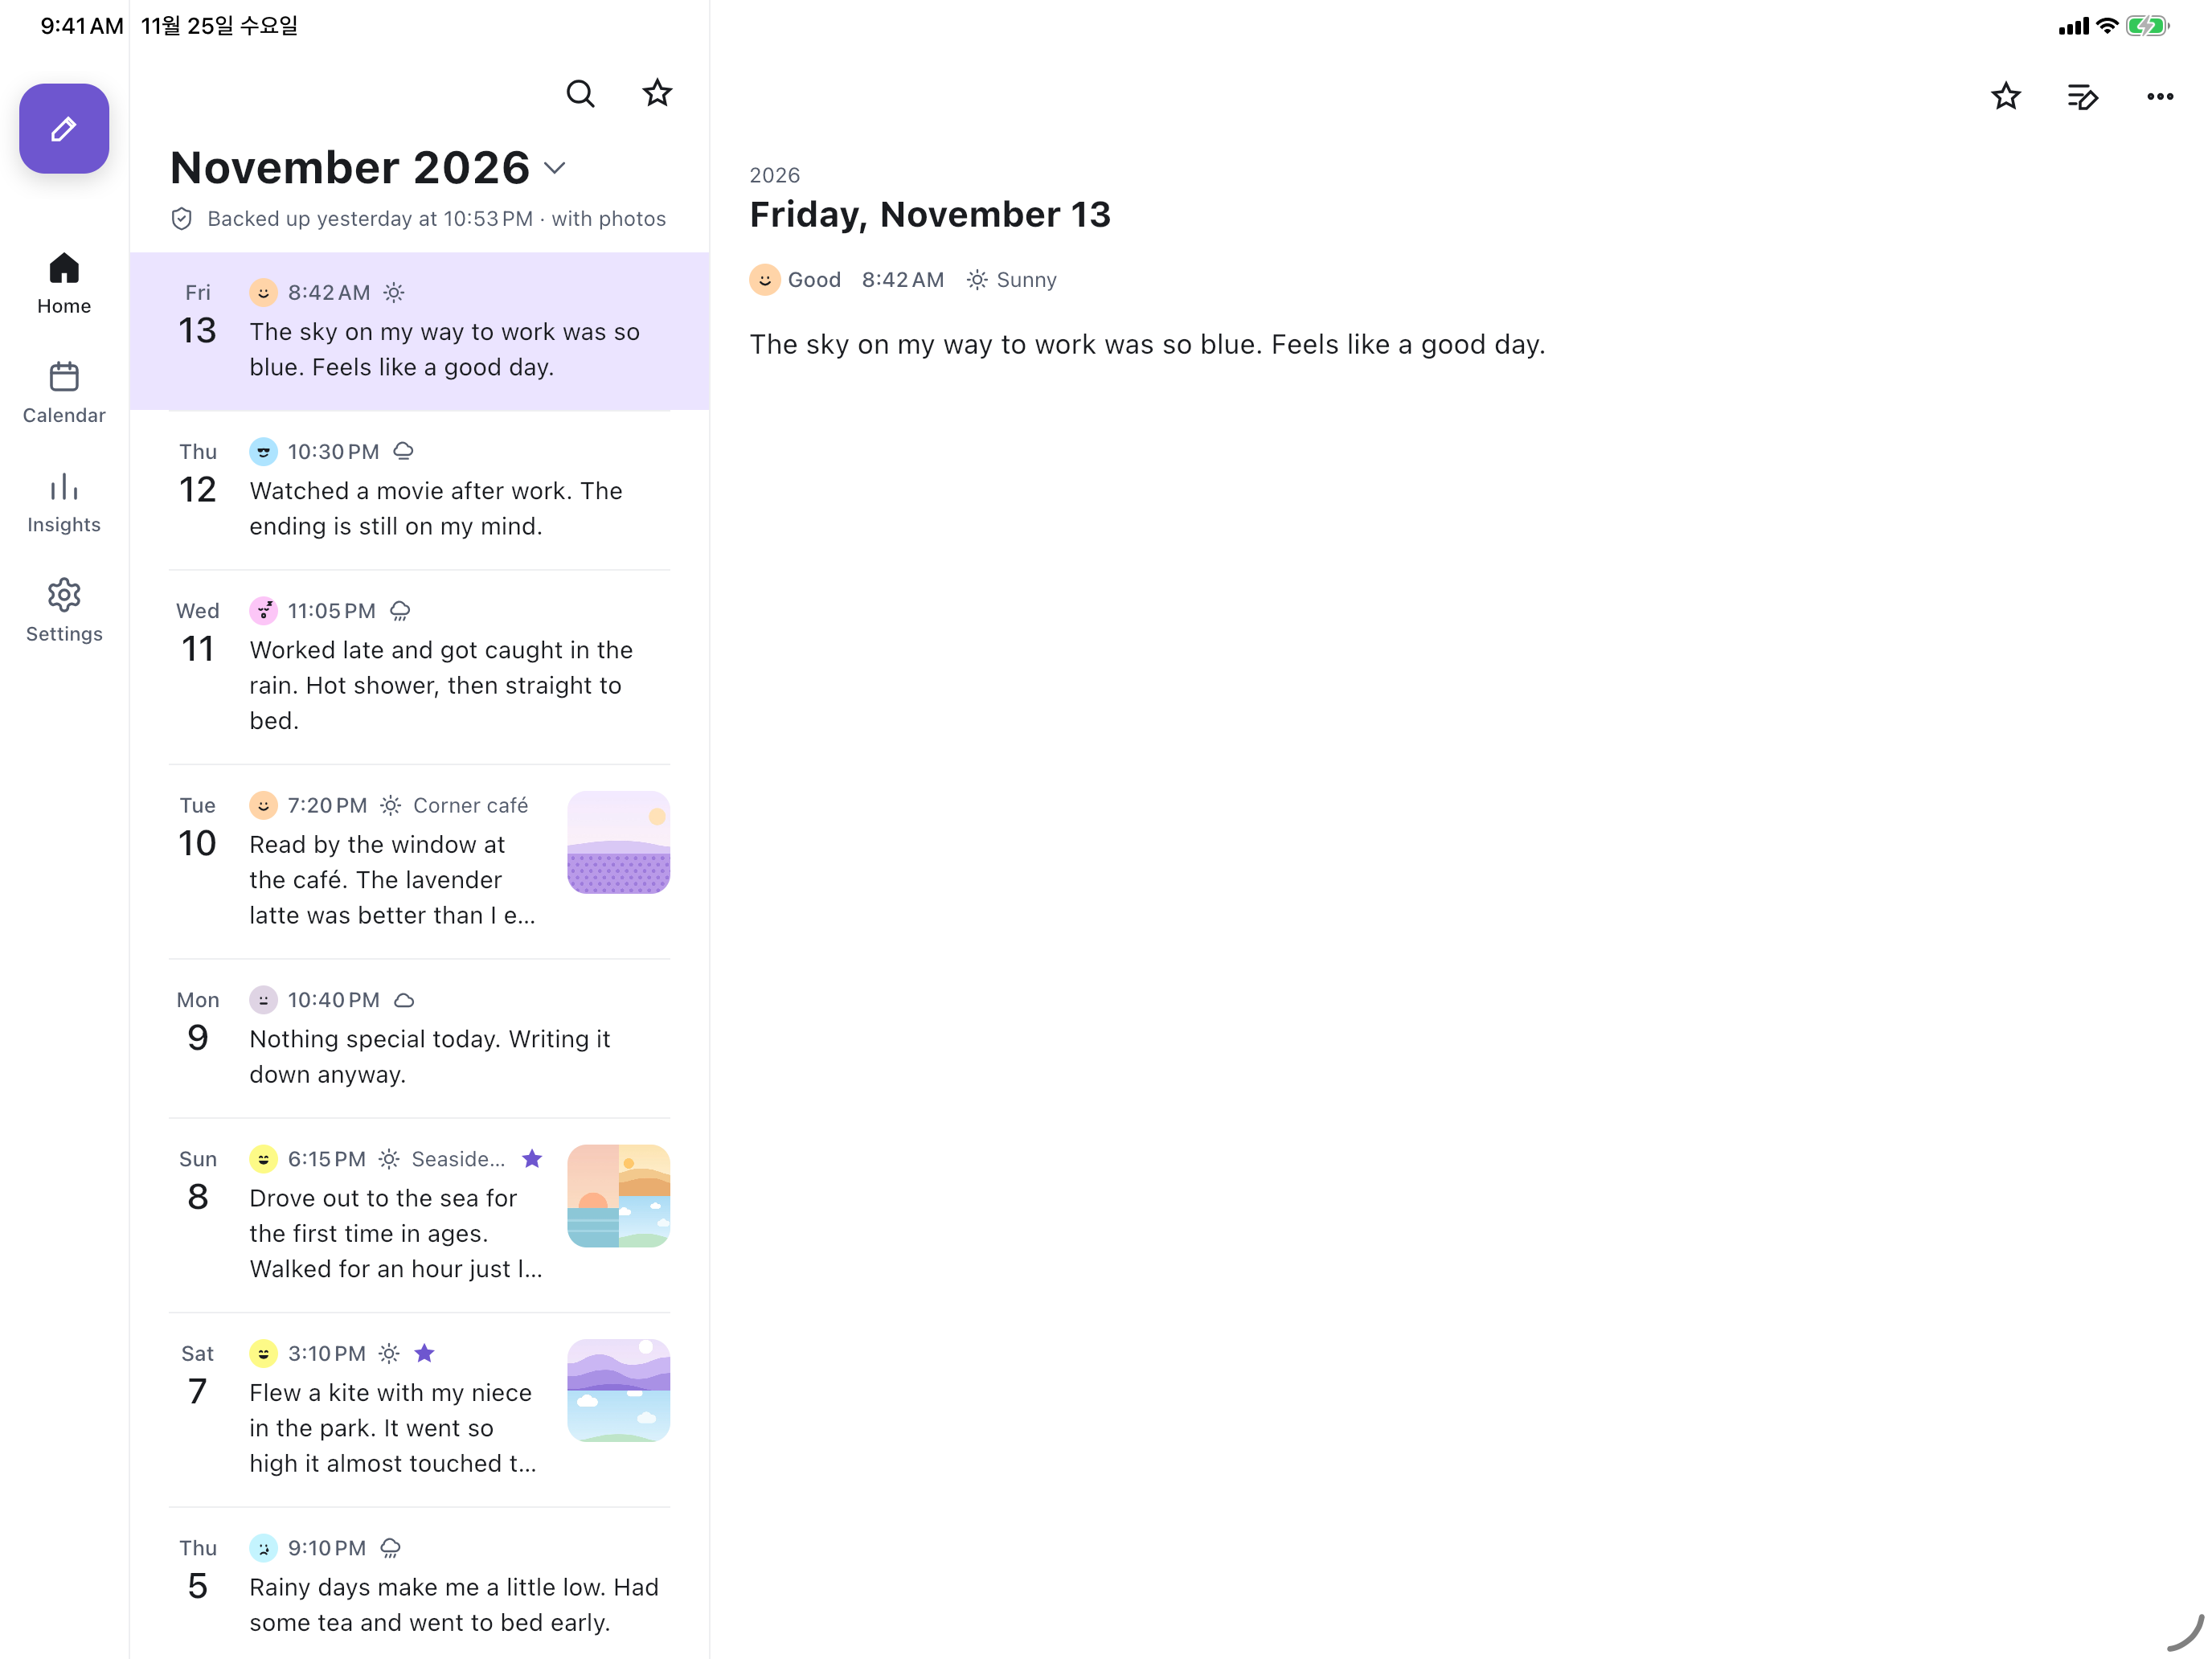 9:41 AM 11월 25일 수요일
Home
Calendar
Insights
Settings
November 2026
Backed up yesterday at 10:53 PM · with photos
Fri
13
8:42 AM
The sky on my way to work was so
blue. Feels like a good day.
Thu
12
10:30 PM
Watched a movie after work. The
ending is still on my mind.
Wed
11
11:05 PM
Worked late and got caught in the
rain. Hot shower, then straight to
bed.
Tue
10
7:20 PM Corner café
Read by the window at
the café. The lavender
latte was better than I e...
Mon
9
10:40 PM
Nothing special today. Writing it
down anyway.
Sun
8
6:15 PM Seaside...
Drove out to the sea for
the first time in ages.
Walked for an hour just l...
Sat
7
3:10 PM
Flew a kite with my niece
in the park. It went so
high it almost touched t...
Thu
5
9:10 PM
Rainy days make me a little low. Had
some tea and went to bed early.
2026
Friday, November 13
Good 8:42 AM Sunny
The sky on my way to work was so blue. Feels like a good day.